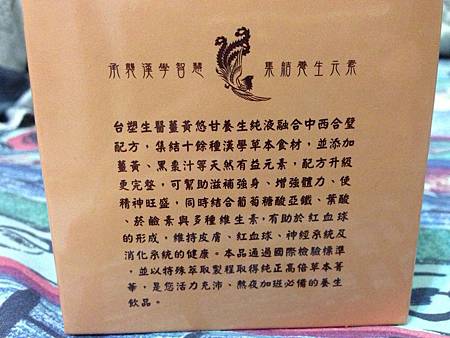 承襲漢學智慧 集結養生元素
台塑生醫薑黃悠甘養生純液融合中西合璧
配方，集結十餘種漢學草本食材，並添加
薑黃、黑棗汁等天然有益元素，配方升級
更完整，可幫助滋補強身、增強體力、使
精神旺盛，同時結合葡萄糖酸亞鐵、葉酸
、菸鹼素與多種維生素，有助於紅血球
的形成，維持皮膚、紅血球、神經系統及
消化系統的健康。本品通過國際檢驗標準
，並以特殊萃取製程取得純正高倍草本菁
華，是您活力充沛、熬夜加班必備的養生
飲品。